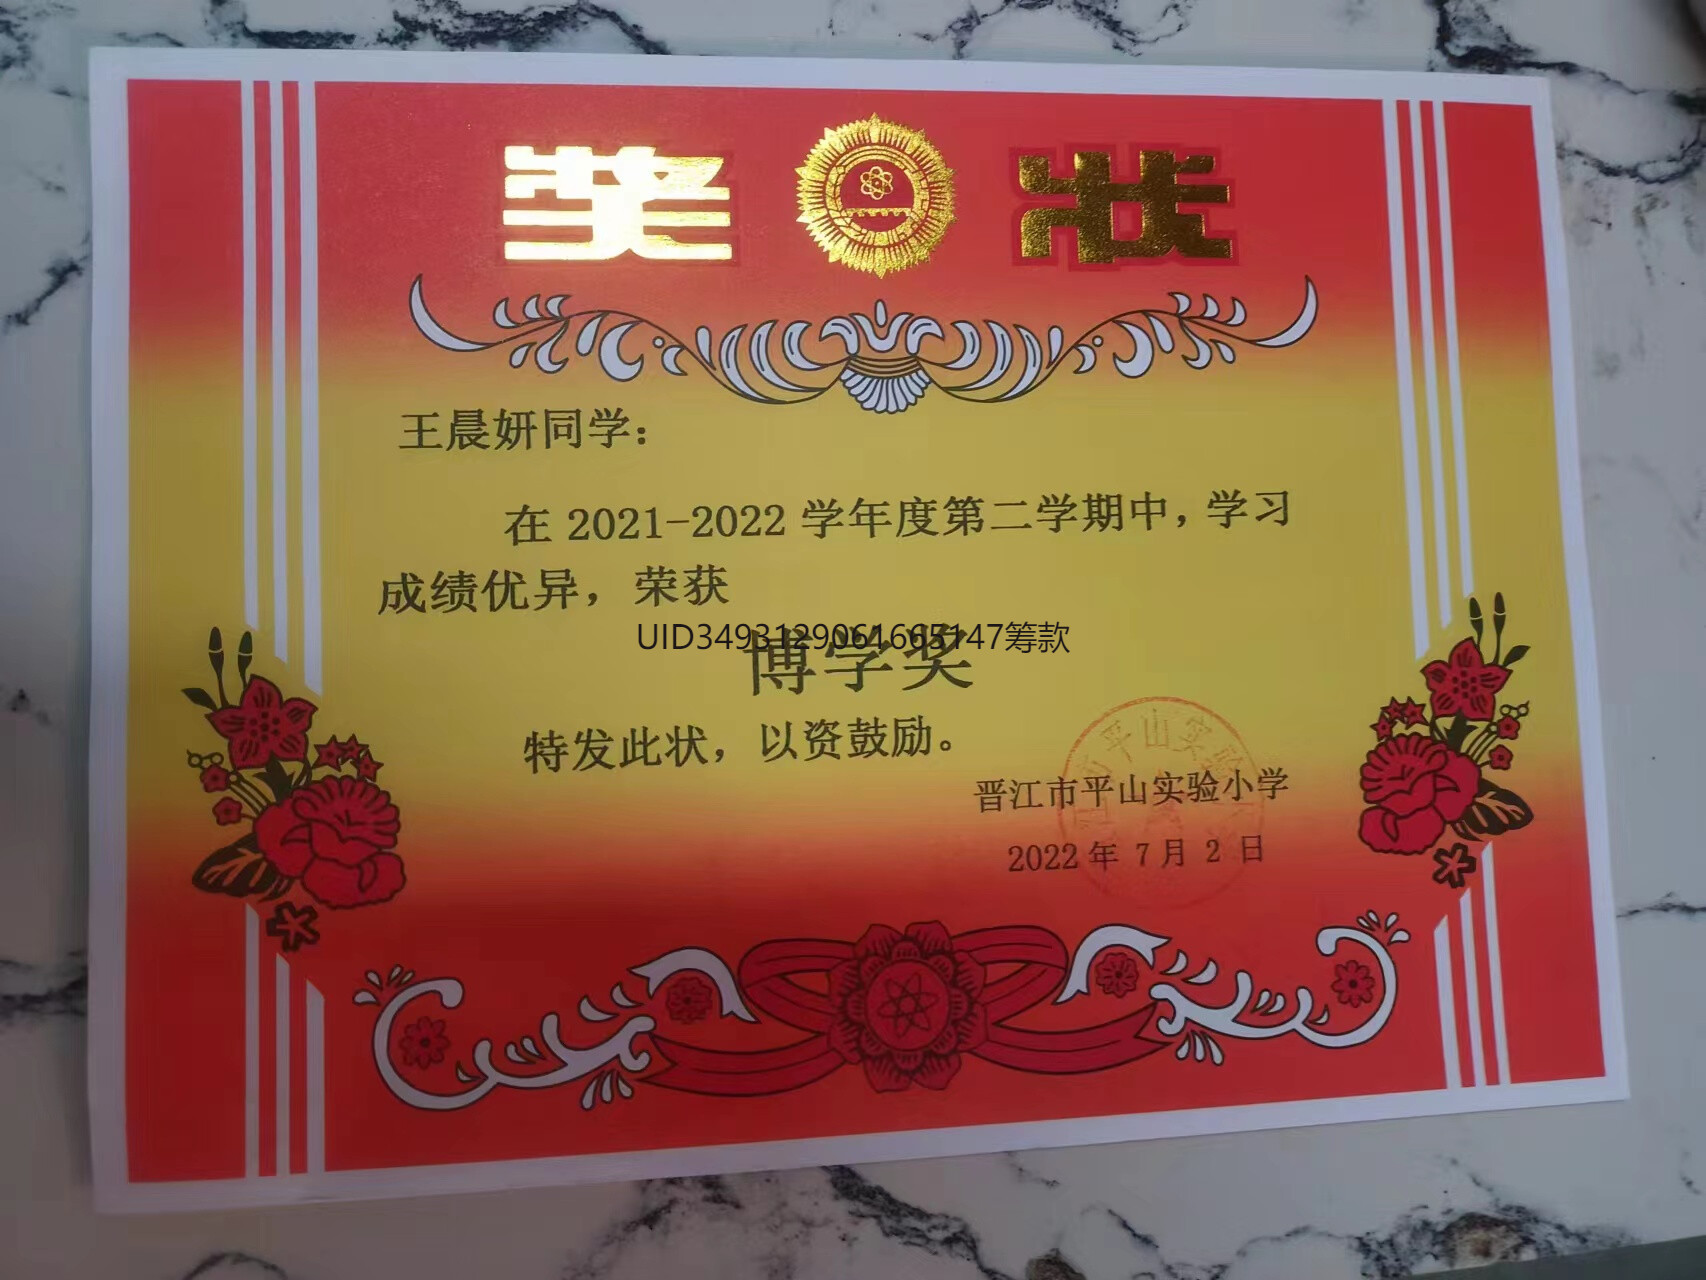 奖状
王晨妍同学：
在 2021-2022 学年度第二学期中，学习
成绩优异，荣获
UID3493129061665147筹款
博学奖
特发此状，以资鼓励。
平山实验
晋江市平山实验小学
2022 年 7 月 2 日